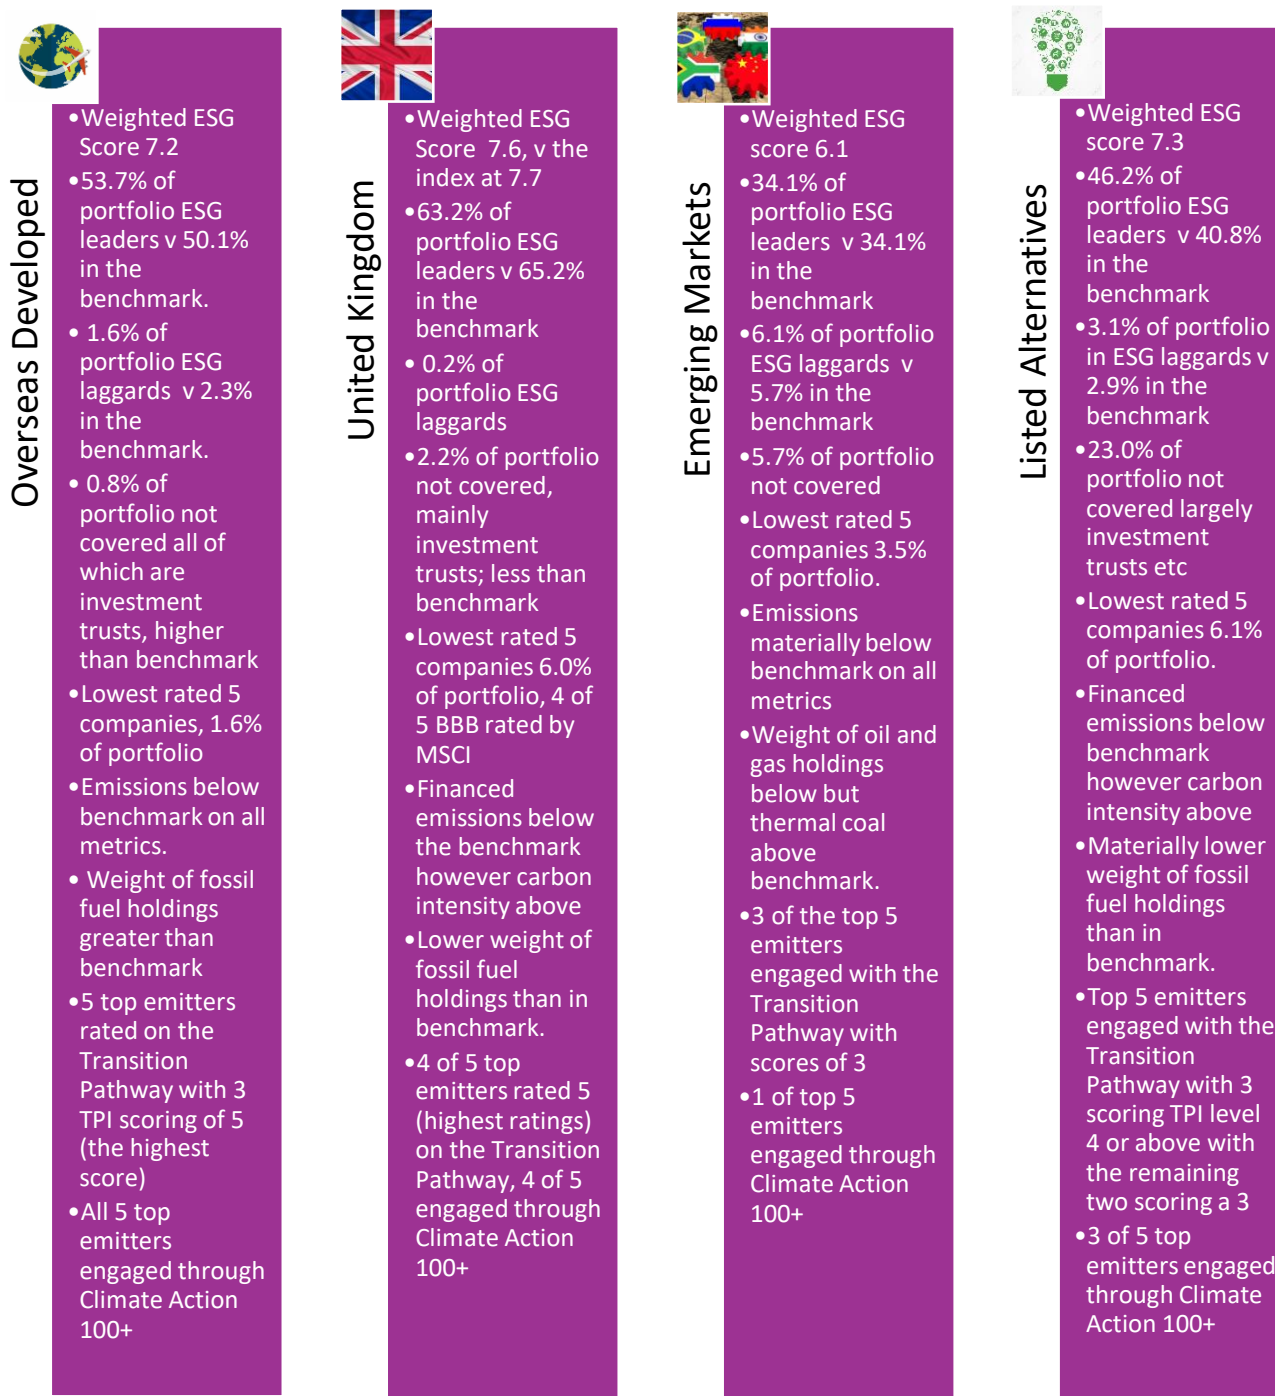 Overseas Developed
•Weighted ESG
Score 7.2
•53.7% of
portfolio ESG
leaders v 50.1%
in the
benchmark.
• 1.6% of
portfolio ESG
laggards v 2.3%
in the
benchmark.
• 0.8% of
portfolio not
covered all of
which are
investment
trusts, higher
than benchmark
•Lowest rated 5
companies, 1.6%
of portfolio
•Emissions below
benchmark on all
metrics.
• Weight of fossil
fuel holdings
greater than
benchmark
•5 top emitters
rated on the
Transition
Pathway with 3
TPI scoring of 5
(the highest
score)
•All 5 top
emitters
engaged through
Climate Action
100+
United Kingdom
•Weighted ESG
Score 7.6, v the
index at 7.7
•63.2% of
portfolio ESG
leaders v 65.2%
in the
benchmark
• 0.2% of
portfolio ESG
laggards
•2.2% of portfolio
not covered,
mainly
investment
trusts; less than
benchmark
•Lowest rated 5
companies 6.0%
of portfolio, 4 of
5 BBB rated by
MSCI
•Financed
emissions below
the benchmark
however carbon
intensity above
•Lower weight of
fossil fuel
holdings than in
benchmark.
•4 of 5 top
emitters rated 5
(highest ratings)
on the Transition
Pathway, 4 of 5
engaged through
Climate Action
100+
Emerging Markets
•Weighted ESG
score 6.1
•34.1% of
portfolio ESG
leaders v 34.1%
in the
benchmark
•6.1% of portfolio
ESG laggards v
5.7% in the
benchmark
•5.7% of portfolio
not covered
•Lowest rated 5
companies 3.5%
of portfolio.
•Emissions
materially below
benchmark on all
metrics
•Weight of oil and
gas holdings
below but
thermal coal
above
benchmark.
•3 of the top 5
emitters
engaged with the
Transition
Pathway with
scores of 3
•1 of top 5
emitters
engaged through
Climate Action
100+
Listed Alternatives
•Weighted ESG
score 7.3
•46.2% of
portfolio ESG
leaders v 40.8%
in the
benchmark
•3.1% of portfolio
in ESG laggards v
2.9% in the
benchmark
•23.0% of
portfolio not
covered largely
investment
trusts etc
•Lowest rated 5
companies 6.1%
of portfolio.
•Financed
emissions below
benchmark
however carbon
intensity above
•Materially lower
weight of fossil
fuel holdings
than in
benchmark.
•Top 5 emitters
engaged with the
Transition
Pathway with 3
scoring TPI level
4 or above with
the remaining
two scoring a 3
•3 of 5 top
emitters engaged
through Climate
Action 100+